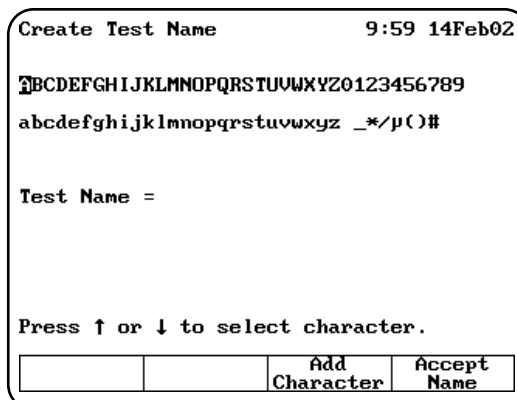 Create Test Name 9:59 14Feb02
ABCDEFGHIJKLMNOPQRSTUVWXYZ0123456789
abcdefghijklmnopqrstuvwxyz _*/µ()#
Test Name =
Press ↑ or ↓ to select character.
Add Character
Accept Name